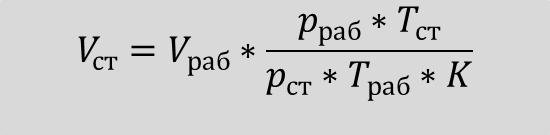 V_ст = V_раб * (p_раб * T_ст) / (p_ст * T_раб * K)